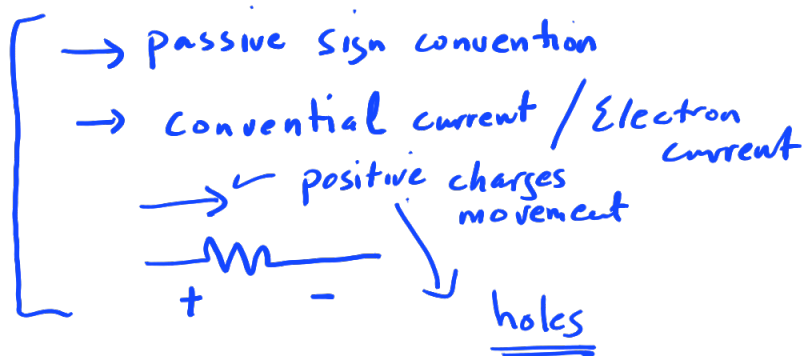 → passive sign convention
→ convential current / Electron current
→ positive charges movement
+ -
holes